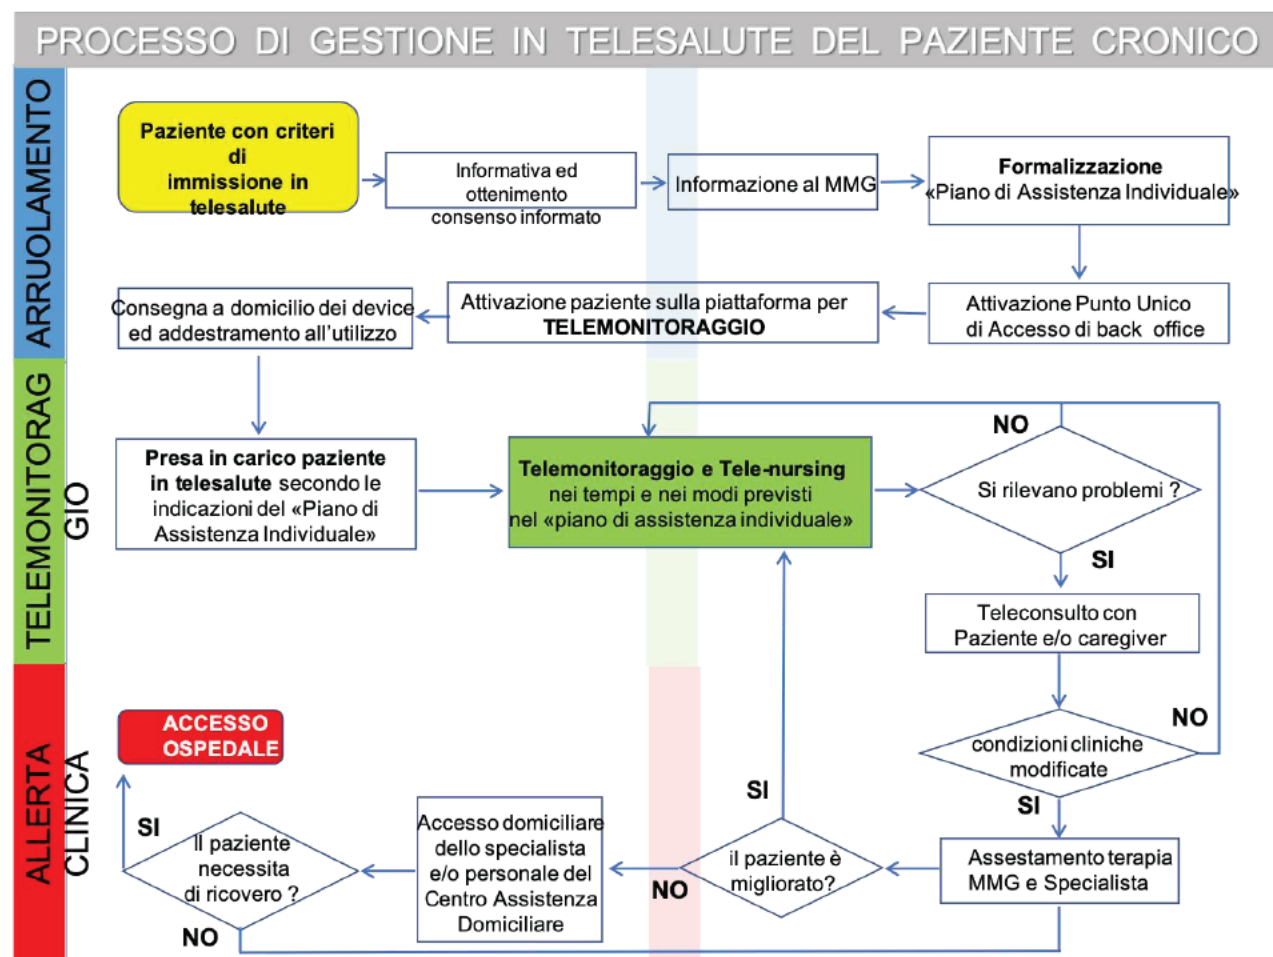 PROCESSO DI GESTIONE IN TELESALUTE DEL PAZIENTE CRONICO
ARRUOLAMENTO
Paziente con criteri
di
immissione in
telesalute
Informativa ed
ottenimento
consenso informato
Informazione al MMG
Formalizzazione
«Piano di Assistenza Individuale»
Consegna a domicilio dei device
ed addestramento all'utilizzo
Attivazione paziente sulla piattaforma per
TELEMONITORAGGIO
Attivazione Punto Unico
di Accesso di back office
TELEMONITORAG
GIO
Presa in carico paziente
in telesalute secondo le
indicazioni del «Piano di
Assistenza Individuale»
Telemonitoraggio e Tele-nursing
nei tempi e nei modi previsti
nel «piano di assistenza individuale»
NO
Si rilevano problemi ?
SI
Teleconsulto con
Paziente e/o caregiver
ALLERTA
CLINICA
NO
condizioni cliniche
modificate
SI
Assestamento terapia
MMG e Specialista
il paziente è
migliorato?
SI
NO
Accesso domiciliare
dello specialista
e/o personale del
Centro Assistenza
Domiciliare
Il paziente
necessita
di ricovero ?
SI
NO
ACCESSO
OSPEDALE